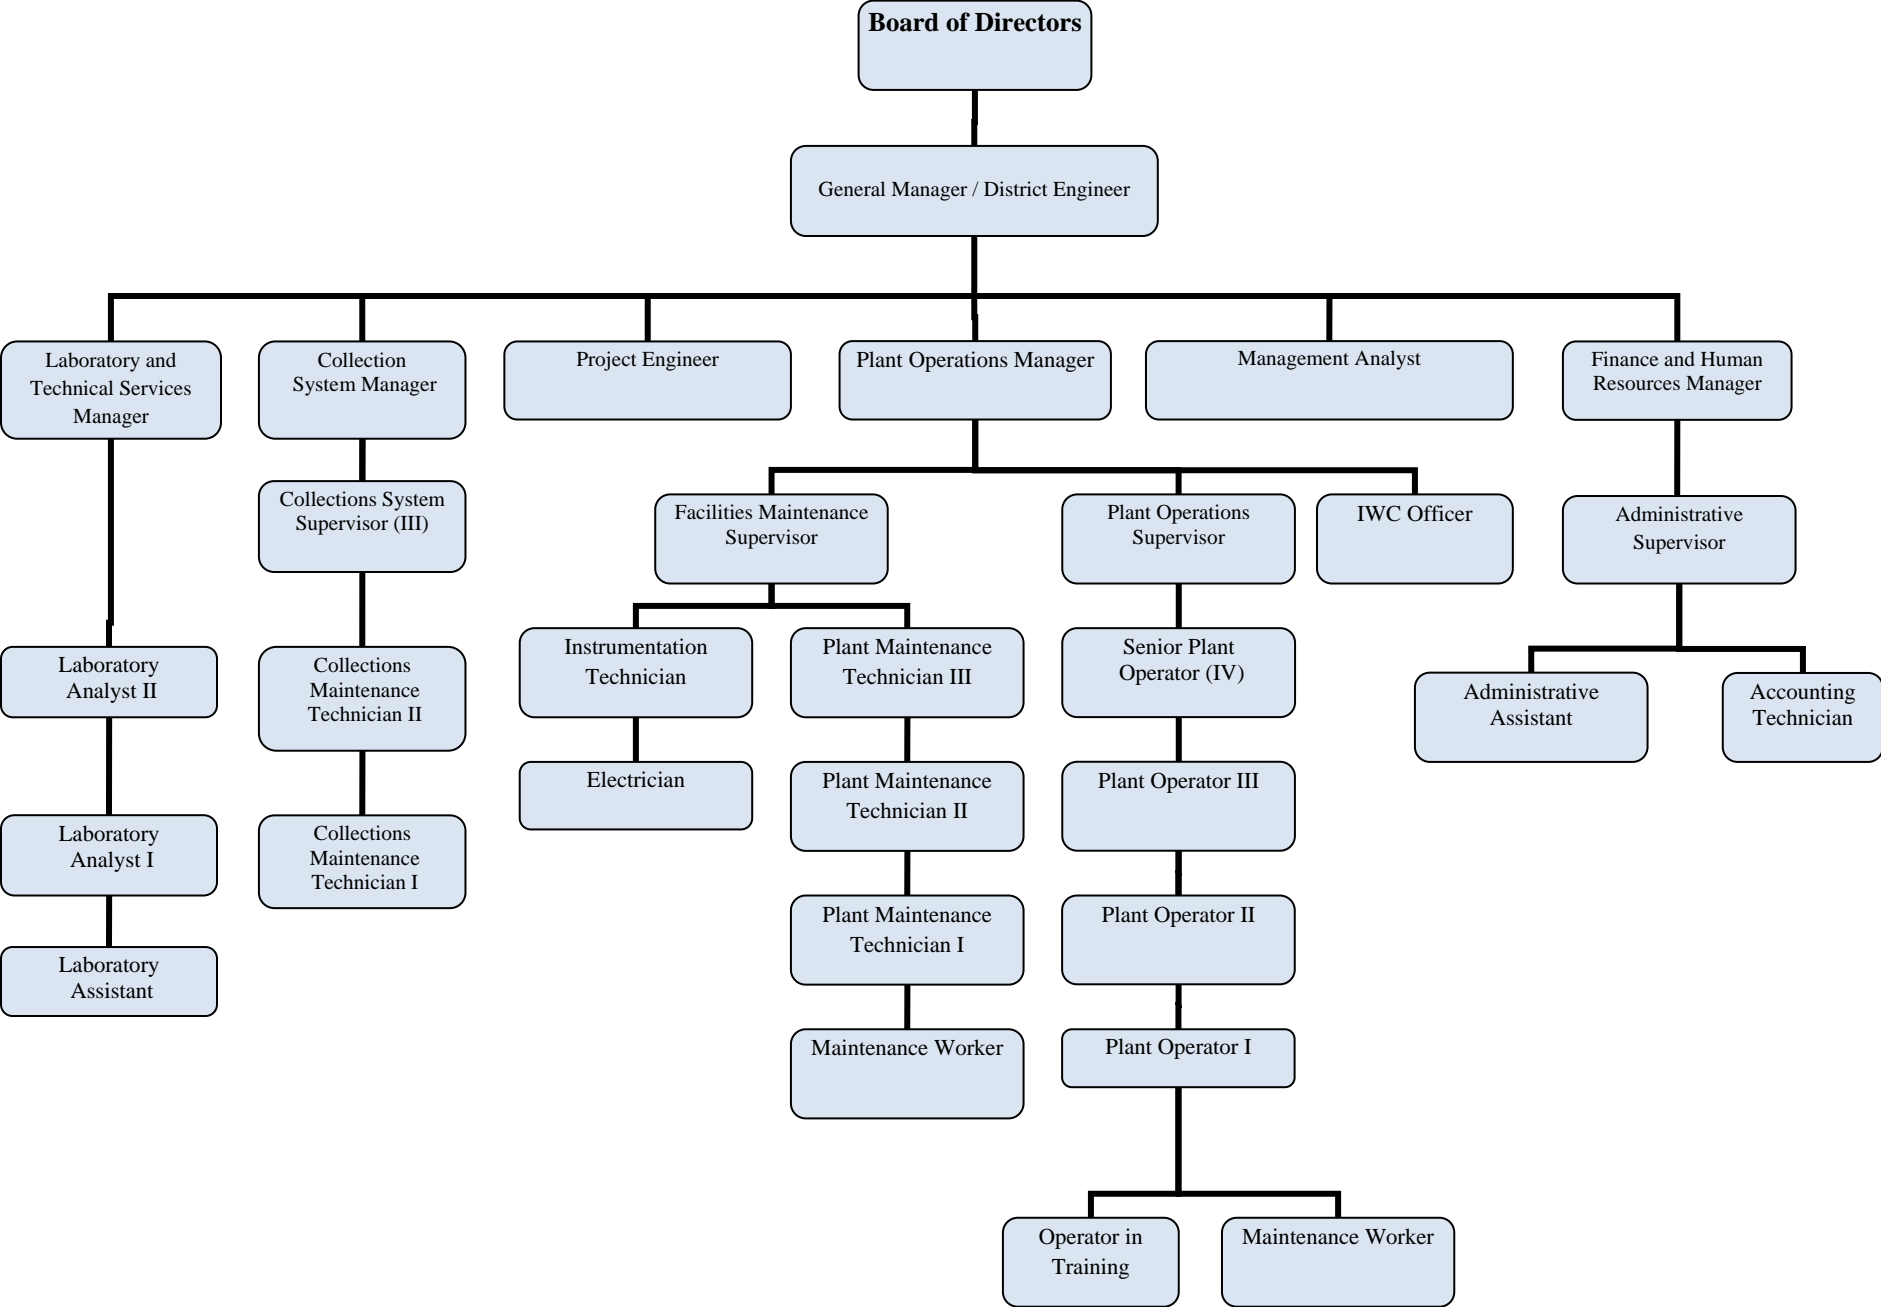 Board of Directors
General Manager / District Engineer
Laboratory and
Technical Services
Manager
Collection
System Manager
Project Engineer
Plant Operations Manager
Management Analyst
Finance and Human
Resources Manager
Collections System
Supervisor (III)
Facilities Maintenance
Supervisor
Plant Operations
Supervisor
IWC Officer
Administrative
Supervisor
Laboratory
Analyst II
Collections
Maintenance
Technician II
Instrumentation
Technician
Plant Maintenance
Technician III
Senior Plant
Operator (IV)
Administrative
Assistant
Accounting
Technician
Electrician
Plant Maintenance
Technician II
Plant Operator III
Laboratory
Analyst I
Collections
Maintenance
Technician I
Plant Maintenance
Technician I
Plant Operator II
Laboratory
Assistant
Maintenance Worker
Plant Operator I
Operator in
Training
Maintenance Worker